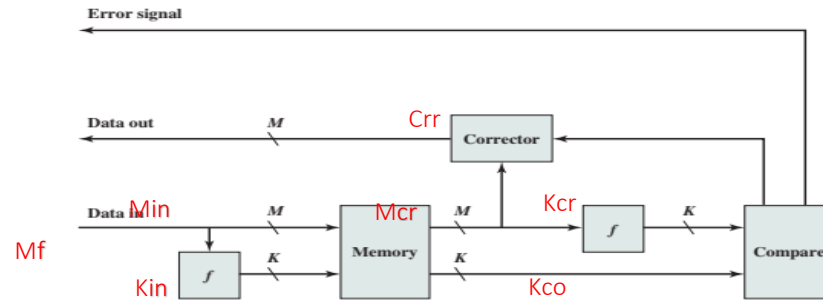 Error signal
Data out
M
Crr
Corrector
Data in
Min
M
Mcr
M
Kcr
f
K
Mf
Kin
f
K
Memory
K
Kco
Compare